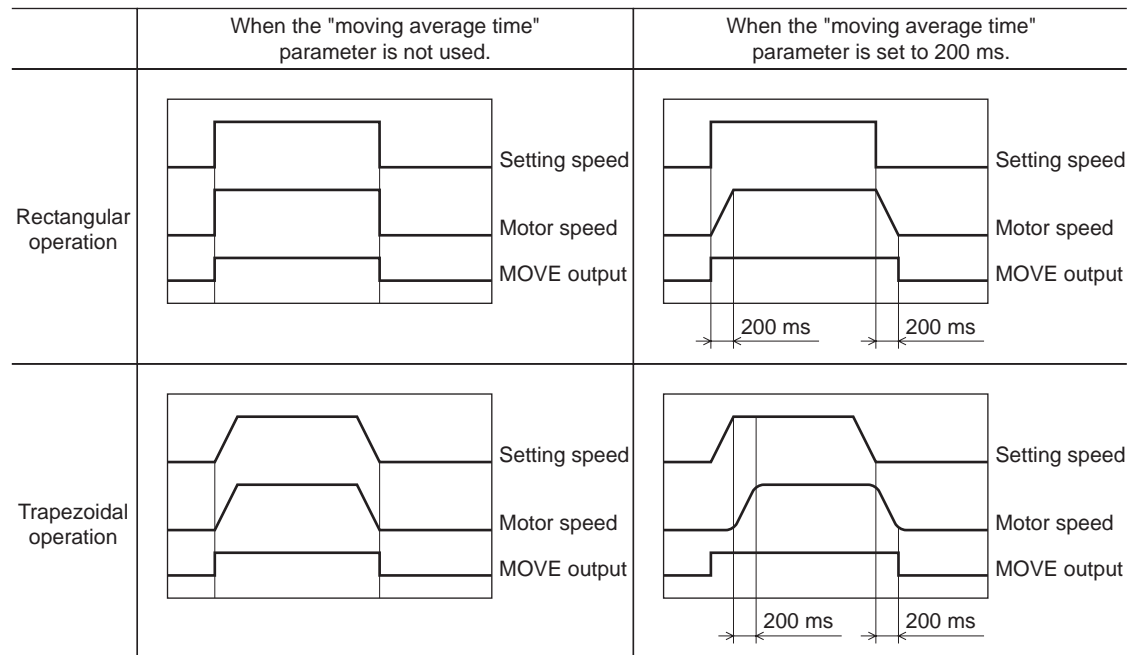 When the "moving average time"
parameter is not used.
When the "moving average time"
parameter is set to 200 ms.
Rectangular
operation
Setting speed
Motor speed
MOVE output
Setting speed
Motor speed
MOVE output
200 ms
200 ms
Trapezoidal
operation
Setting speed
Motor speed
MOVE output
Setting speed
Motor speed
MOVE output
200 ms
200 ms